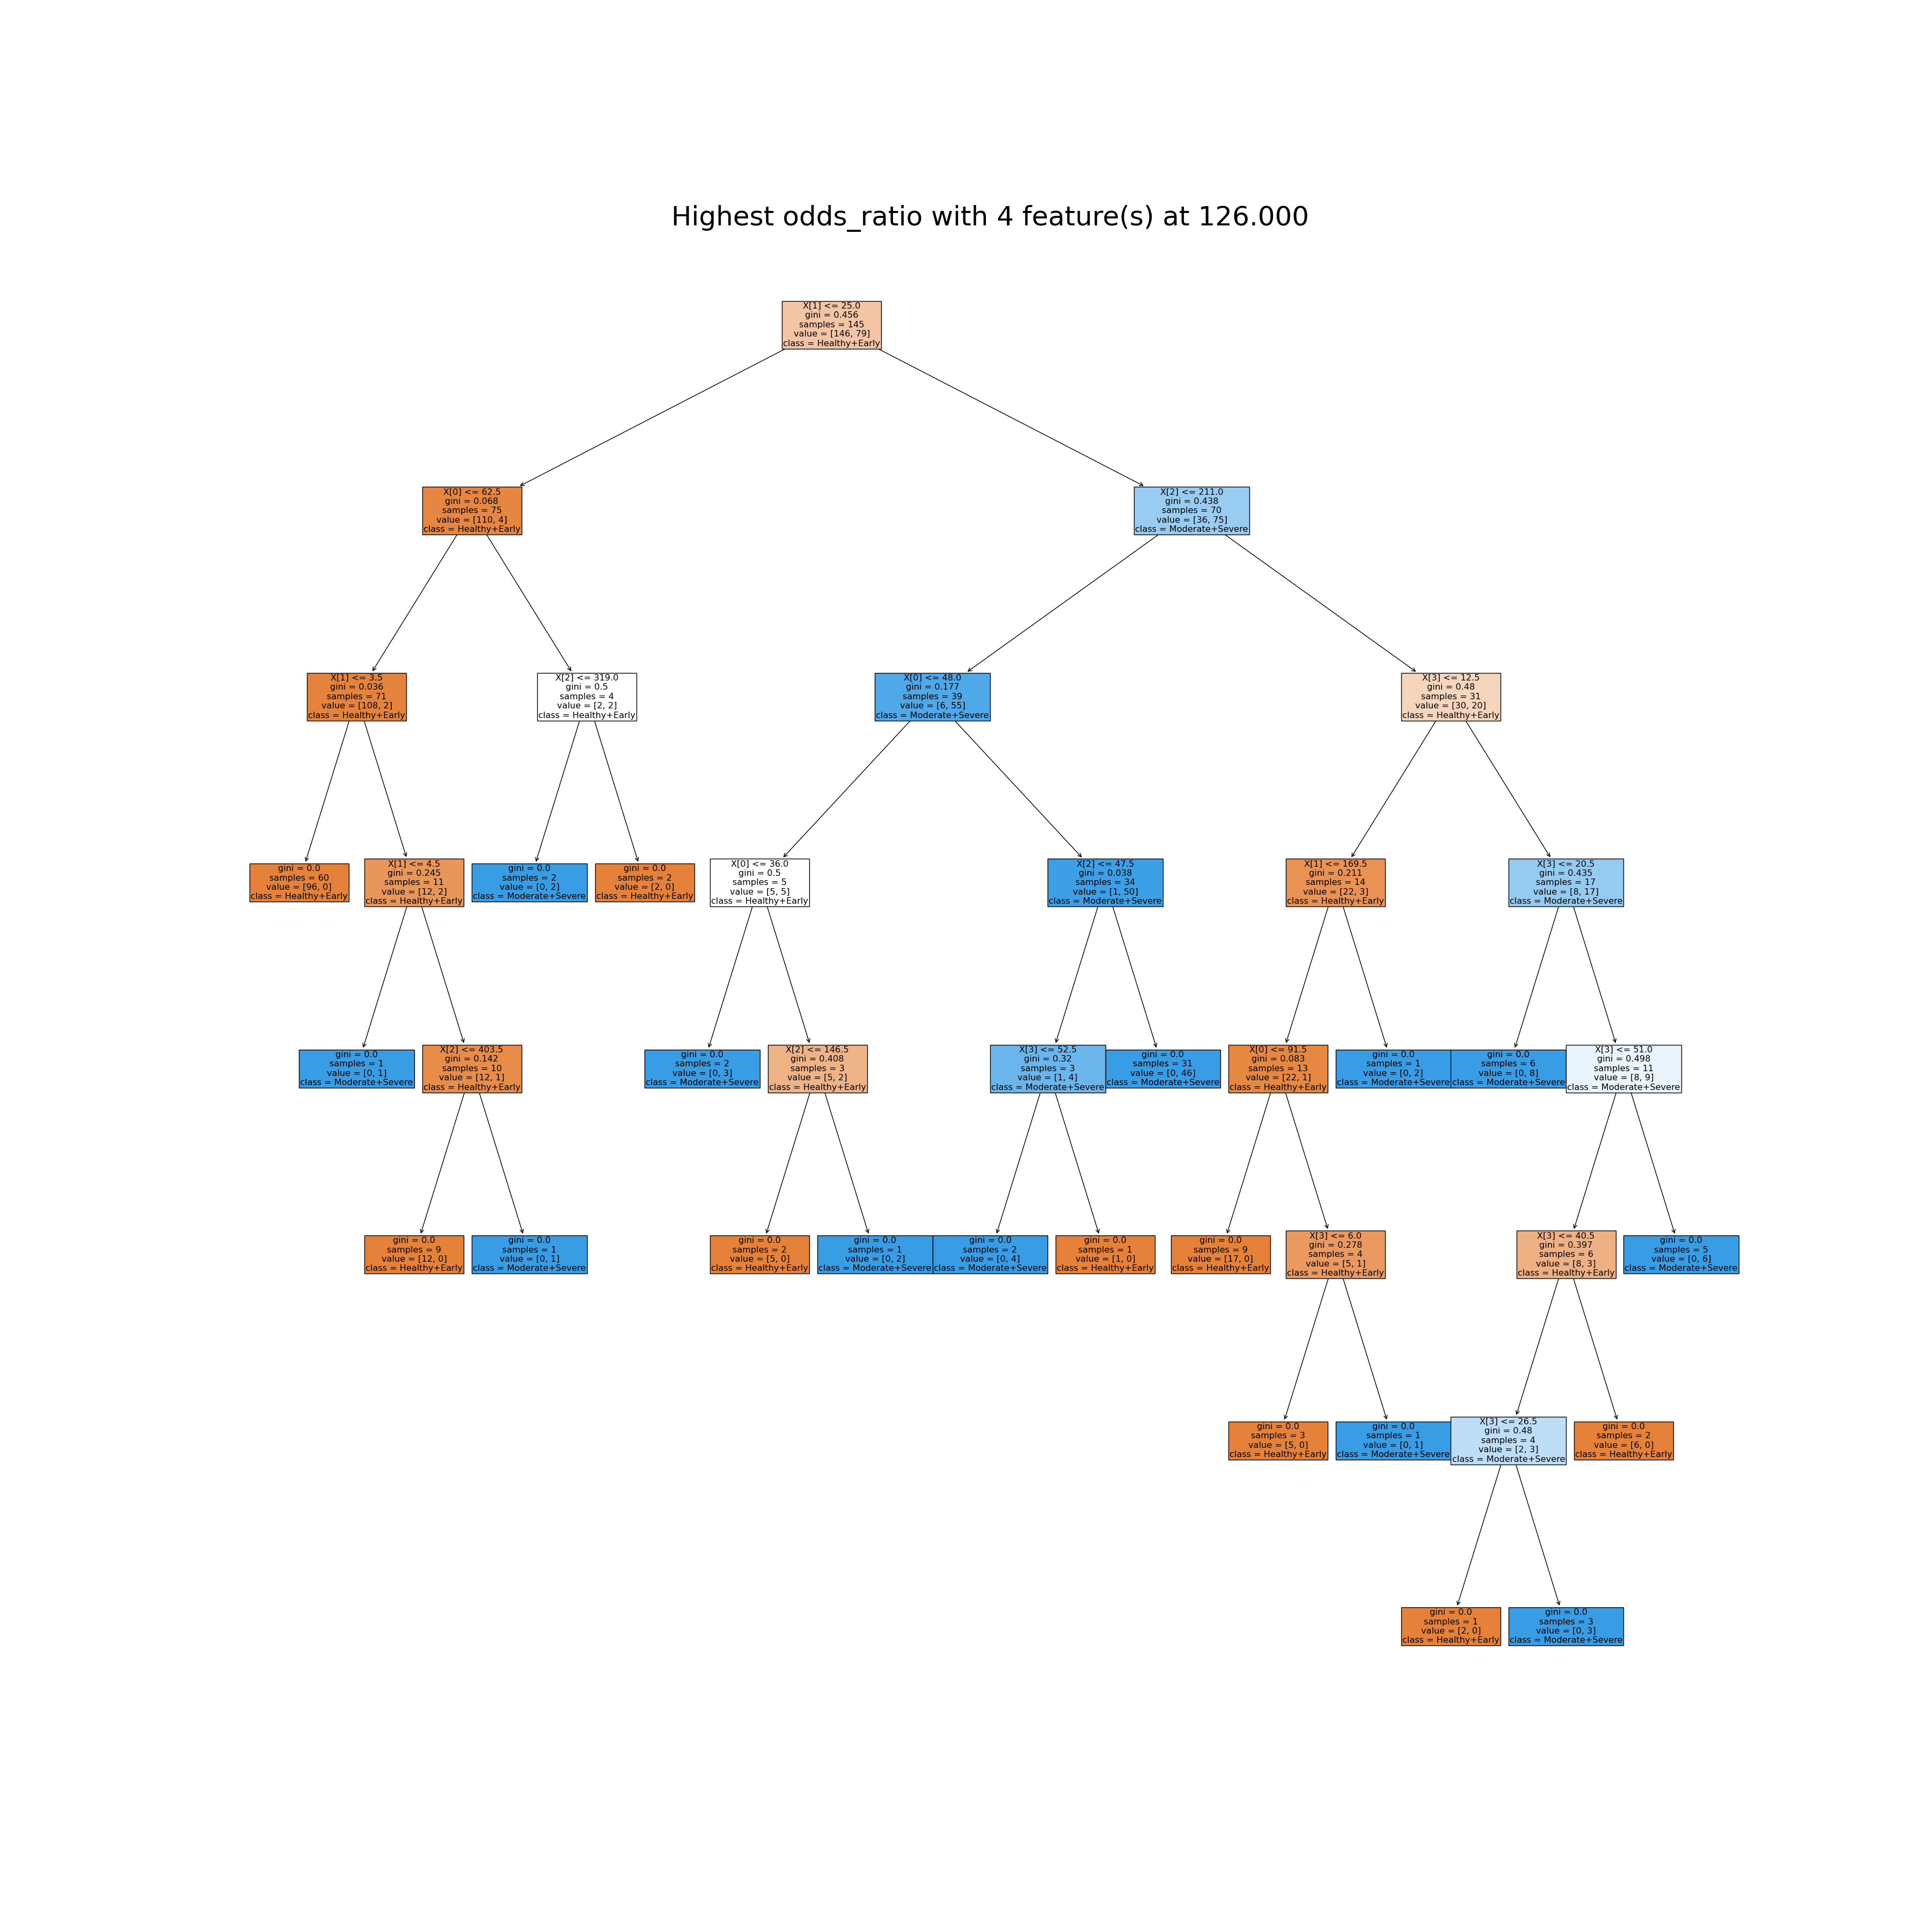 Highest odds_ratio with 4 feature(s) at 126.000
X[1] <= 25.0
gini = 0.456
samples = 145
value = [146, 79]
class = Healthy+Early
X[0] <= 62.5
gini = 0.068
samples = 75
value = [110, 4]
class = Healthy+Early
X[2] <= 211.0
gini = 0.438
samples = 70
value = [36, 75]
class = Moderate+Severe
X[1] <= 3.5
gini = 0.036
samples = 71
value = [108, 2]
class = Healthy+Early
X[2] <= 319.0
gini = 0.5
samples = 4
value = [2, 2]
class = Healthy+Early
X[0] <= 48.0
gini = 0.177
samples = 39
value = [6, 55]
class = Moderate+Severe
X[3] <= 12.5
gini = 0.48
samples = 31
value = [30, 20]
class = Healthy+Early
gini = 0.0
samples = 60
value = [96, 0]
class = Healthy+Early
X[1] <= 4.5
gini = 0.245
samples = 11
value = [12, 2]
class = Healthy+Early
gini = 0.0
samples = 2
value = [0, 2]
class = Moderate+Severe
gini = 0.0
samples = 2
value = [2, 0]
class = Healthy+Early
X[0] <= 36.0
gini = 0.5
samples = 5
value = [5, 5]
class = Healthy+Early
X[2] <= 47.5
gini = 0.038
samples = 34
value = [1, 50]
class = Moderate+Severe
X[1] <= 169.5
gini = 0.211
samples = 14
value = [22, 3]
class = Healthy+Early
X[3] <= 20.5
gini = 0.435
samples = 17
value = [8, 17]
class = Moderate+Severe
gini = 0.0
samples = 1
value = [0, 1]
class = Moderate+Severe
X[2] <= 403.5
gini = 0.142
samples = 10
value = [12, 1]
class = Healthy+Early
gini = 0.0
samples = 2
value = [0, 3]
class = Moderate+Severe
X[2] <= 146.5
gini = 0.408
samples = 3
value = [5, 2]
class = Healthy+Early
X[3] <= 52.5
gini = 0.32
samples = 3
value = [1, 4]
class = Moderate+Severe
gini = 0.0
samples = 31
value = [0, 46]
class = Moderate+Severe
X[0] <= 91.5
gini = 0.083
samples = 13
value = [22, 1]
class = Healthy+Early
gini = 0.0
samples = 1
value = [0, 2]
class = Moderate+Severe
gini = 0.0
samples = 6
value = [0, 8]
class = Moderate+Severe
X[3] <= 51.0
gini = 0.498
samples = 11
value = [8, 9]
class = Moderate+Severe
gini = 0.0
samples = 9
value = [12, 0]
class = Healthy+Early
gini = 0.0
samples = 1
value = [0, 1]
class = Moderate+Severe
gini = 0.0
samples = 2
value = [5, 0]
class = Healthy+Early
gini = 0.0
samples = 1
value = [0, 2]
class = Moderate+Severe
gini = 0.0
samples = 2
value = [0, 4]
class = Moderate+Severe
gini = 0.0
samples = 1
value = [1, 0]
class = Healthy+Early
gini = 0.0
samples = 9
value = [17, 0]
class = Healthy+Early
X[3] <= 6.0
gini = 0.278
samples = 4
value = [5, 1]
class = Healthy+Early
X[3] <= 40.5
gini = 0.397
samples = 6
value = [8, 3]
class = Healthy+Early
gini = 0.0
samples = 5
value = [0, 6]
class = Moderate+Severe
gini = 0.0
samples = 3
value = [5, 0]
class = Healthy+Early
gini = 0.0
samples = 1
value = [0, 1]
class = Moderate+Severe
X[3] <= 26.5
gini = 0.48
samples = 4
value = [2, 3]
class = Moderate+Severe
gini = 0.0
samples = 2
value = [6, 0]
class = Healthy+Early
gini = 0.0
samples = 1
value = [2, 0]
class = Healthy+Early
gini = 0.0
samples = 3
value = [0, 3]
class = Moderate+Severe